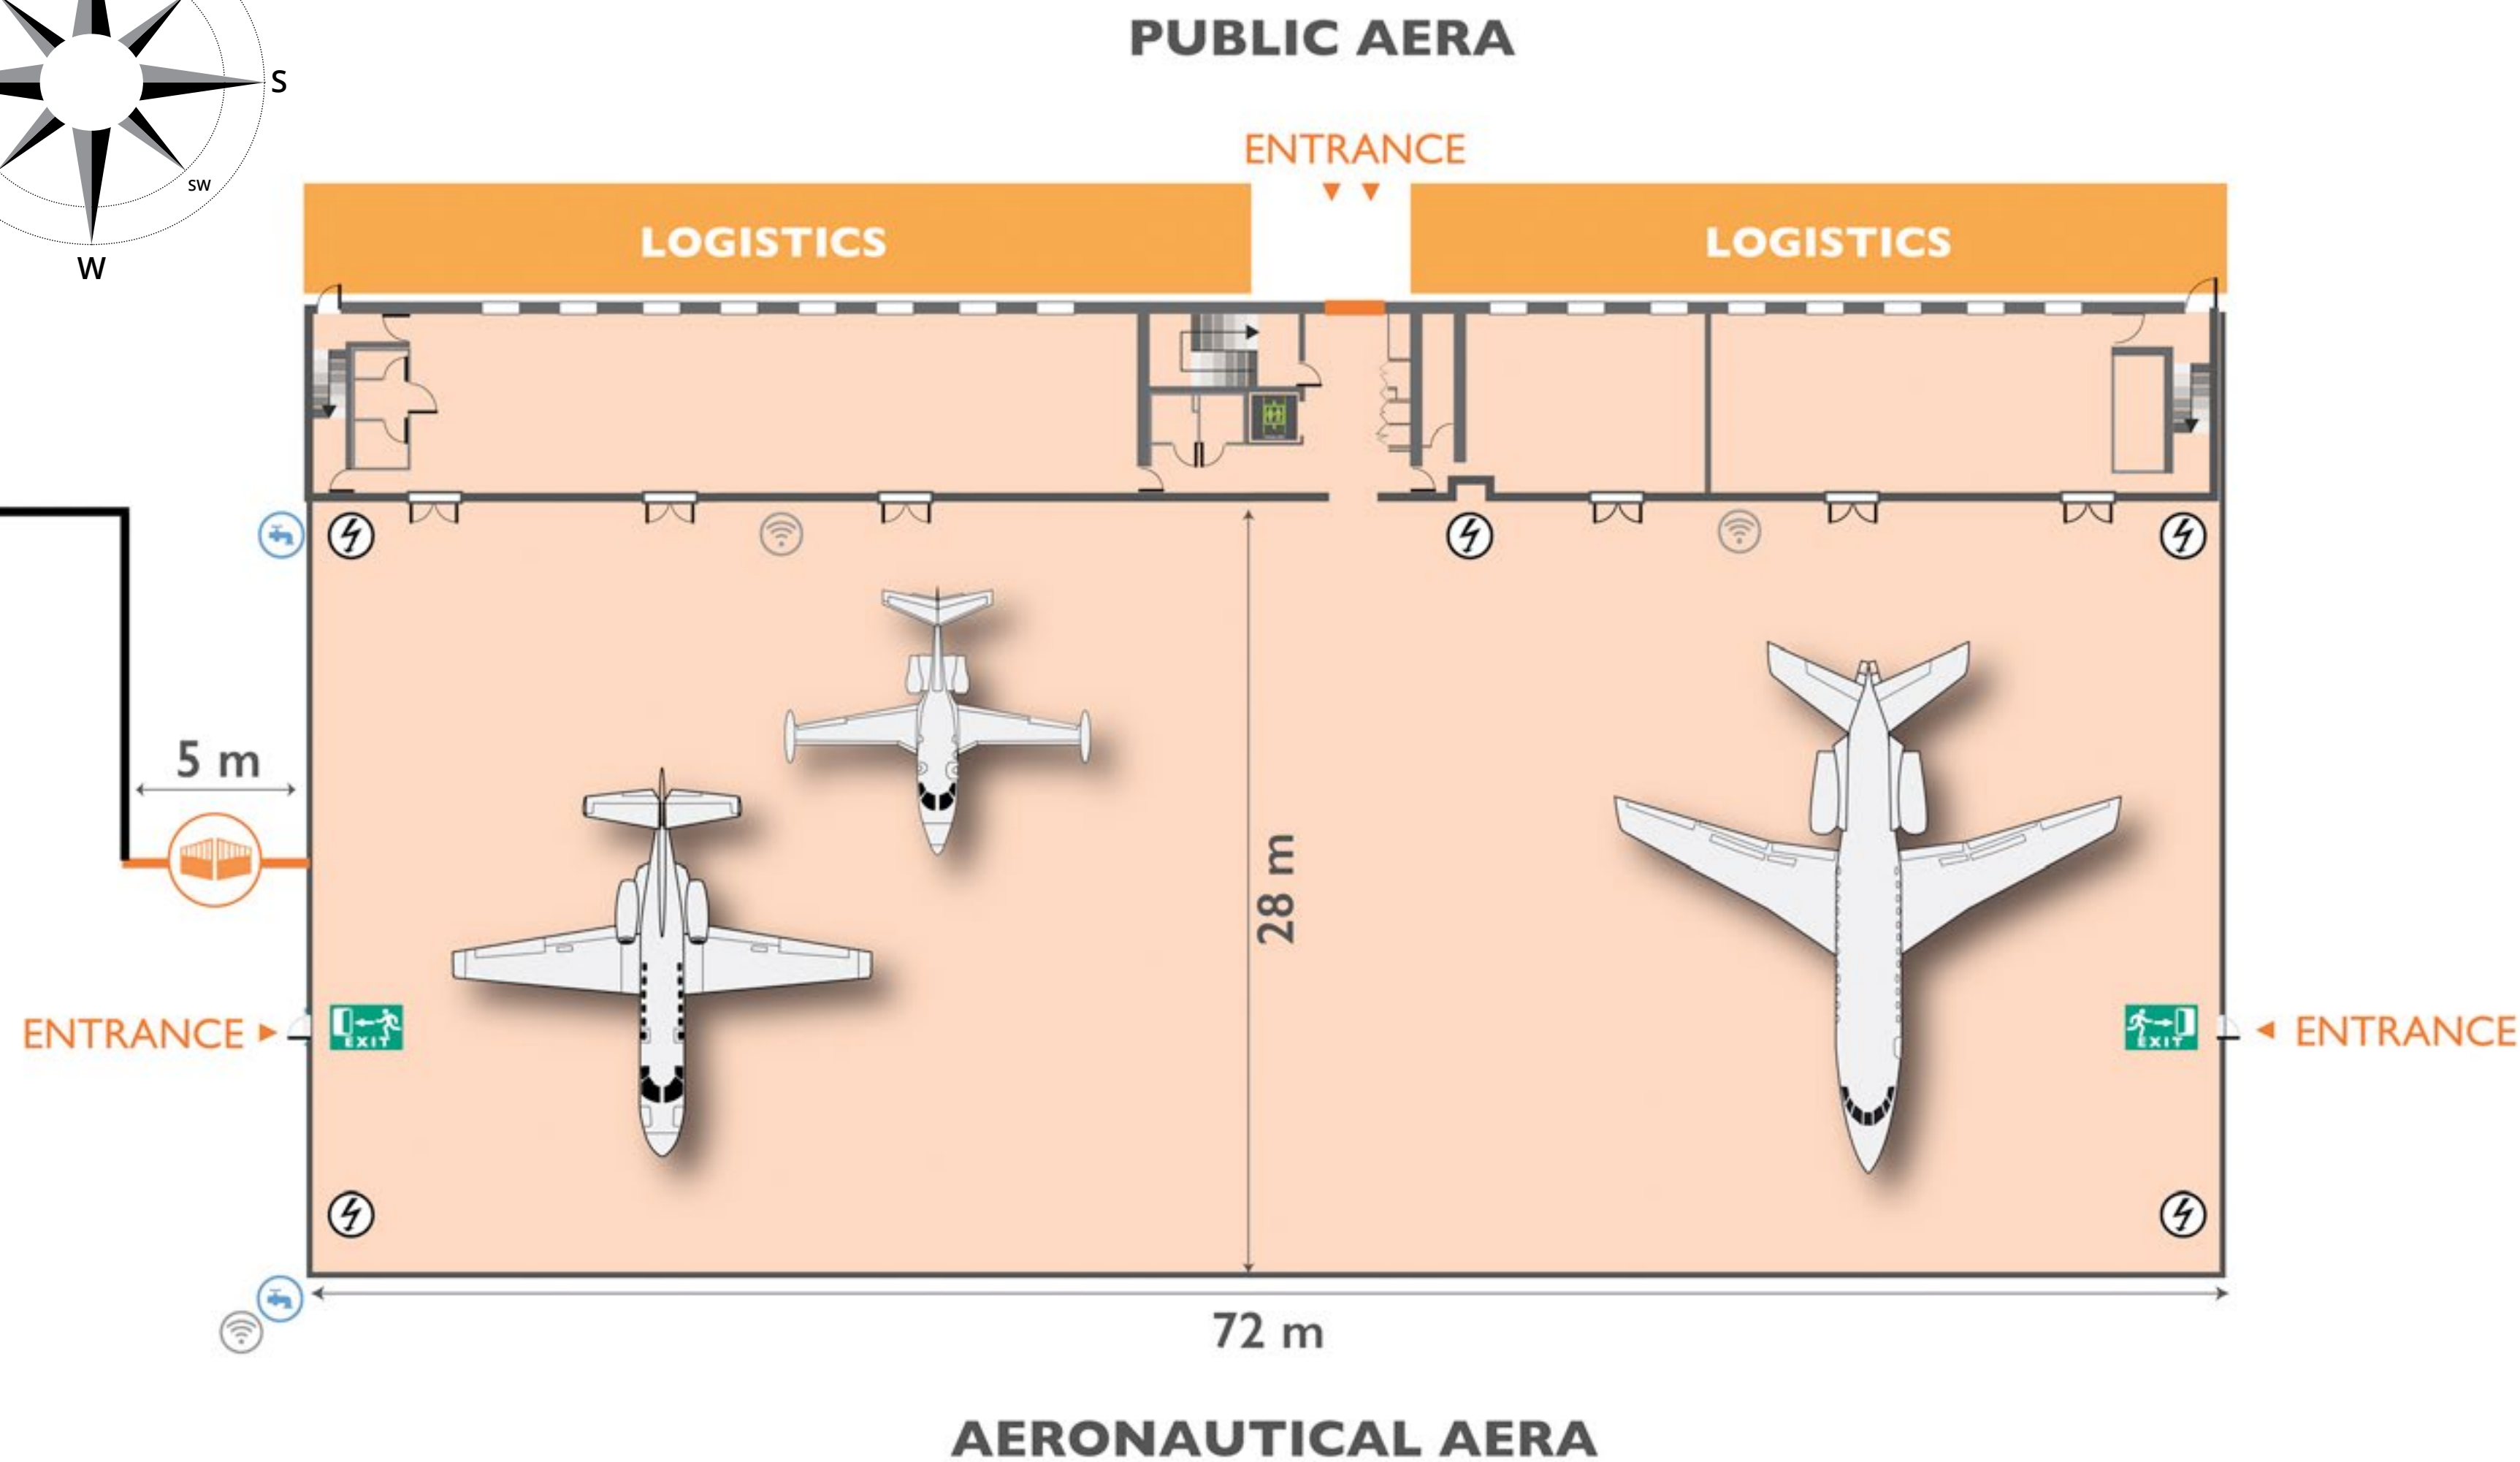 PUBLIC AERA
S
SW
W
ENTRANCE
LOGISTICS
LOGISTICS
5 m
28 m
ENTRANCE
EXIT
EXIT
ENTRANCE
72 m
AERONAUTICAL AERA